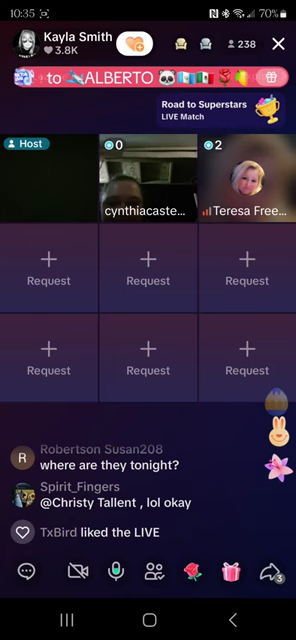 10:35
70%
Kayla Smith
3.8K
238
to ALBERTO
Road to Superstars
LIVE Match
Host
0
2
cynthiacaste...
Teresa Free...
Request
Request
Request
Request
Request
Request
Robertson Susan208
R
where are they tonight?
Spirit_Fingers
@Christy Tallent , lol okay
TxBird liked the LIVE
3